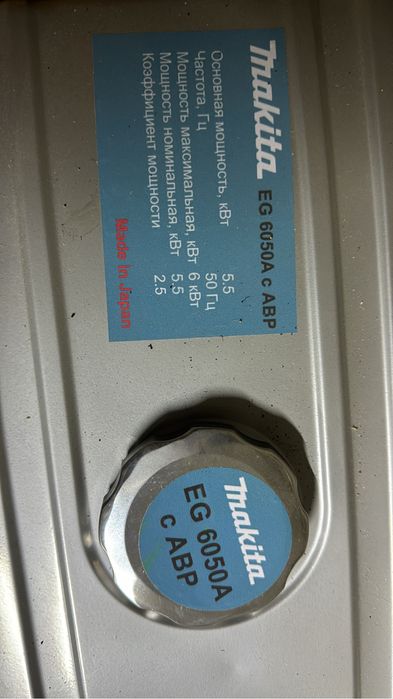 makita EG 6050A с АВР
Основная мощность, кВт 5.5
Частота, Гц 50 Гц
Мощность максимальная, кВт 6 кВт
Мощность номинальная, кВт 5.5
Коэффициент мощности 2.5
Made in Japan
makita
EG 6050A
с АВР